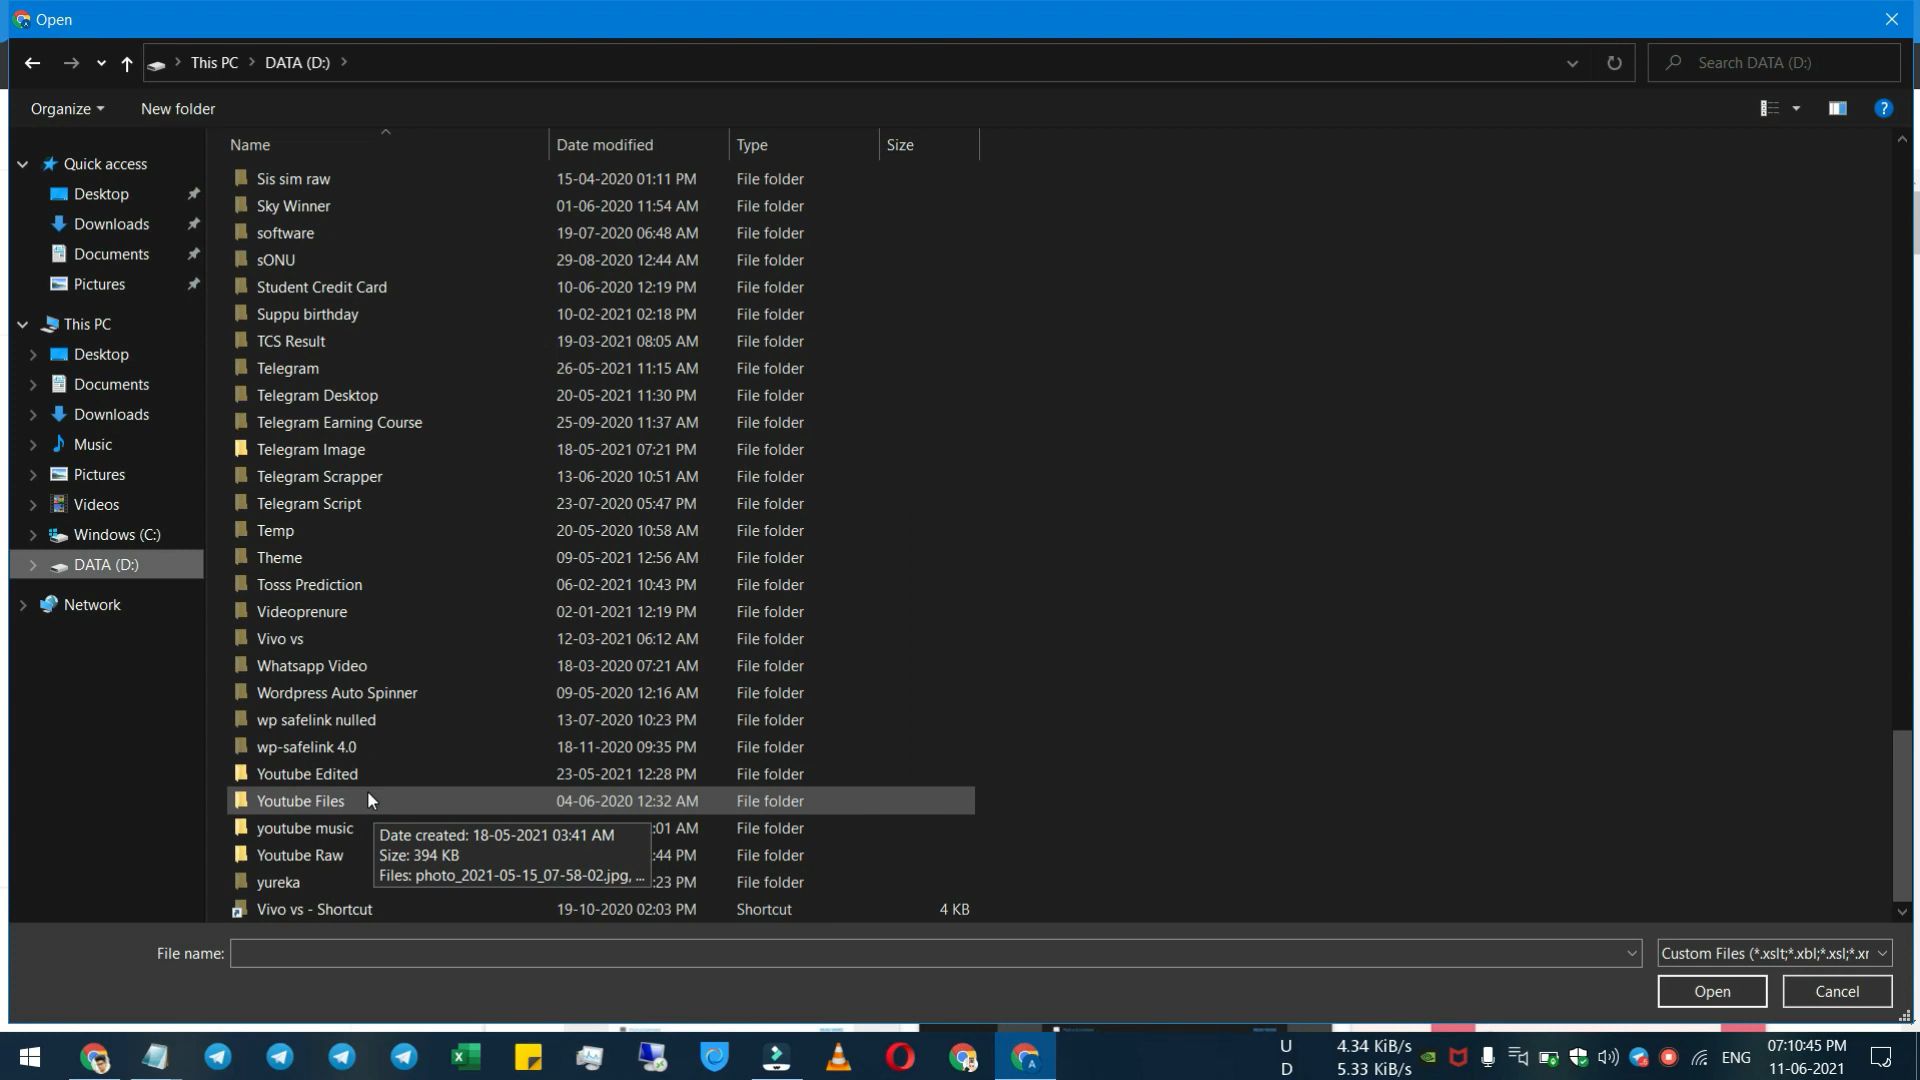 Open
This PC DATA (D:) Search DATA (D:)
Organize New folder
Name Date modified Type Size
Quick access
Desktop
Downloads
Documents
Pictures
This PC
Desktop
Documents
Downloads
Music
Pictures
Videos
Windows (C:)
DATA (D:)
Network
Sis sim raw 15-04-2020 01:11 PM File folder
Sky Winner 01-06-2021 11:54 AM File folder
software 19-07-2020 06:48 AM File folder
sONU 29-08-2020 12:44 AM File folder
Student Credit Card 10-06-2020 12:19 PM File folder
Suppu birthday 10-02-2021 02:18 PM File folder
TCS Result 19-03-2021 08:05 AM File folder
Telegram 26-05-2021 11:15 AM File folder
Telegram Desktop 20-05-2021 11:30 PM File folder
Telegram Earning Course 25-09-2020 11:37 AM File folder
Telegram Image 18-05-2021 07:21 PM File folder
Telegram Scrapper 13-06-2020 10:51 AM File folder
Telegram Script 23-07-2020 05:47 PM File folder
Temp 20-05-2020 10:58 AM File folder
Theme 09-05-2021 12:56 AM File folder
Tosss Prediction 06-02-2021 10:43 PM File folder
Videoprenure 02-01-2021 12:19 PM File folder
Vivo vs 12-03-2021 06:12 AM File folder
Whatsapp Video 18-03-2020 07:21 AM File folder
Wordpress Auto Spinner 09-05-2020 12:16 AM File folder
wp safelink nulled 13-07-2020 10:23 PM File folder
wp-safelink 4.0 18-11-2020 09:35 PM File folder
Youtube Edited 23-05-2021 12:28 PM File folder
Youtube Files 04-06-2021 12:32 AM File folder
youtube music :01 AM File folder
Youtube Raw :44 PM File folder
yureka :23 PM File folder
Vivo vs - Shortcut 19-10-2020 02:03 PM Shortcut 4 KB
Date created: 18-05-2021 03:41 AM
Size: 394 KB
Files: photo_2021-05-15_07-58-02.jpg, ...
File name: Custom Files (*.xslt;*.xbl;*.xsl;*.xr
Open Cancel
U 4.34 KiB/s
D 5.33 KiB/s
ENG
07:10:45 PM
11-06-2021